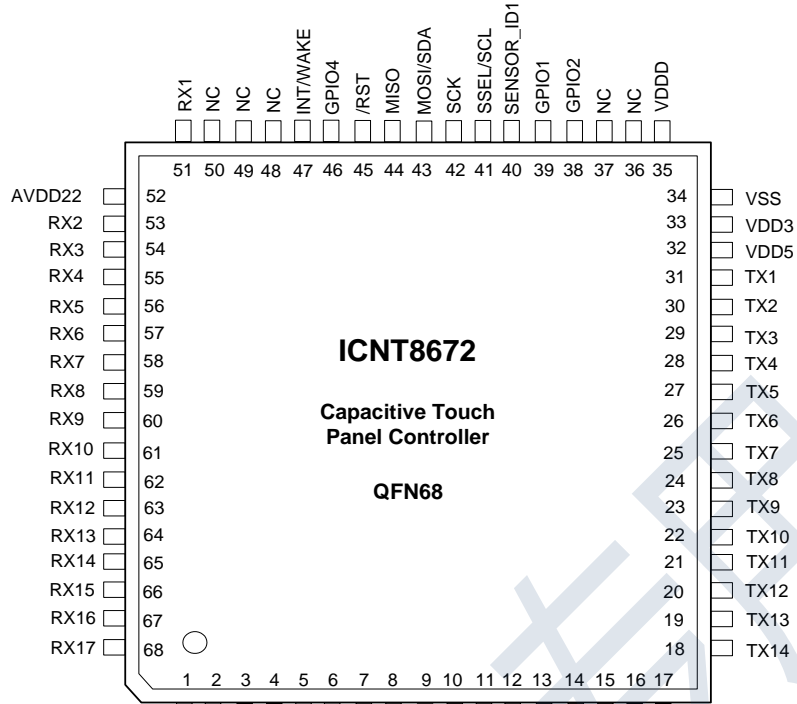 RX1
NC
NC
NC
INT/WAKE
GPIO4
/RST
MISO
MOSI/SDA
SCK
SSEL/SCL
SENSOR_ID1
GPIO1
GPIO2
NC
NC
VDDD
51 50 49 48 47 46 45 44 43 42 41 40 39 38 37 36 35
AVDD22 52 34 VSS
RX2 53 33 VDD3
RX3 54 32 VDD5
RX4 55 31 TX1
RX5 56 30 TX2
RX6 57 29 TX3
RX7 58 28 TX4
RX8 59 27 TX5
RX9 60 26 TX6
RX10 61 25 TX7
RX11 62 24 TX8
RX12 63 23 TX9
RX13 64 22 TX10
RX14 65 21 TX11
RX15 66 20 TX12
RX16 67 19 TX13
RX17 68 18 TX14
ICNT8672
Capacitive Touch
Panel Controller
QFN68
1 2 3 4 5 6 7 8 9 10 11 12 13 14 15 16 17